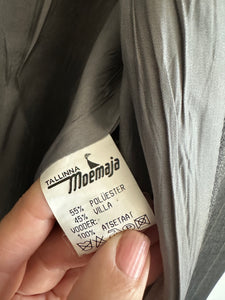 TALLINNA
Moemaja
55% POLÜESTER
45% VILLA
VOODER:
100% ATSETAAT